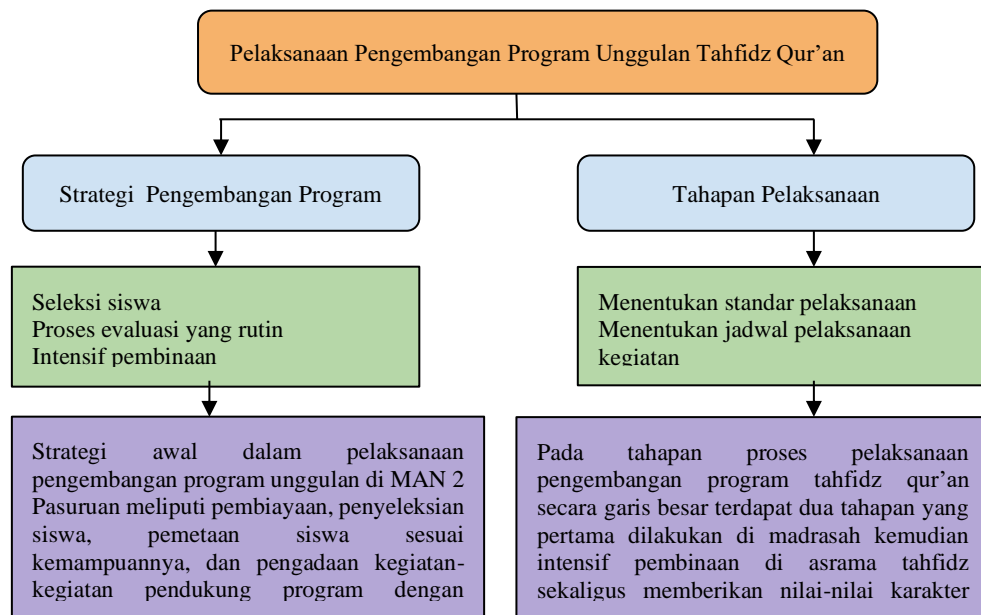 Pelaksanaan Pengembangan Program Unggulan Tahfidz Qur’an
Strategi Pengembangan Program
Tahapan Pelaksanaan
Seleksi siswa
Proses evaluasi yang rutin
Intensif pembinaan
Menentukan standar pelaksanaan
Menentukan jadwal pelaksanaan
kegiatan
Strategi awal dalam pelaksanaan
pengembangan program unggulan di MAN 2
Pasuruan meliputi pembiayaan, penyeleksian
siswa, pemetaan siswa sesuai
kemampuannya, dan pengadaan kegiatan-
kegiatan pendukung program dengan
Pada tahapan proses pelaksanaan
pengembangan program tahfidz qur’an
secara garis besar terdapat dua tahapan yang
pertama dilakukan di madrasah kemudian
intensif pembinaan di asrama tahfidz
sekaligus memberikan nilai-nilai karakter